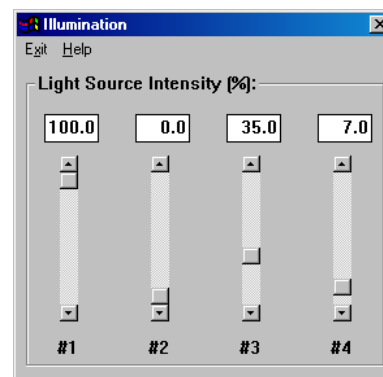 Illumination
Exit Help
Light Source Intensity (%):
100.0 0.0 35.0 7.0
#1 #2 #3 #4